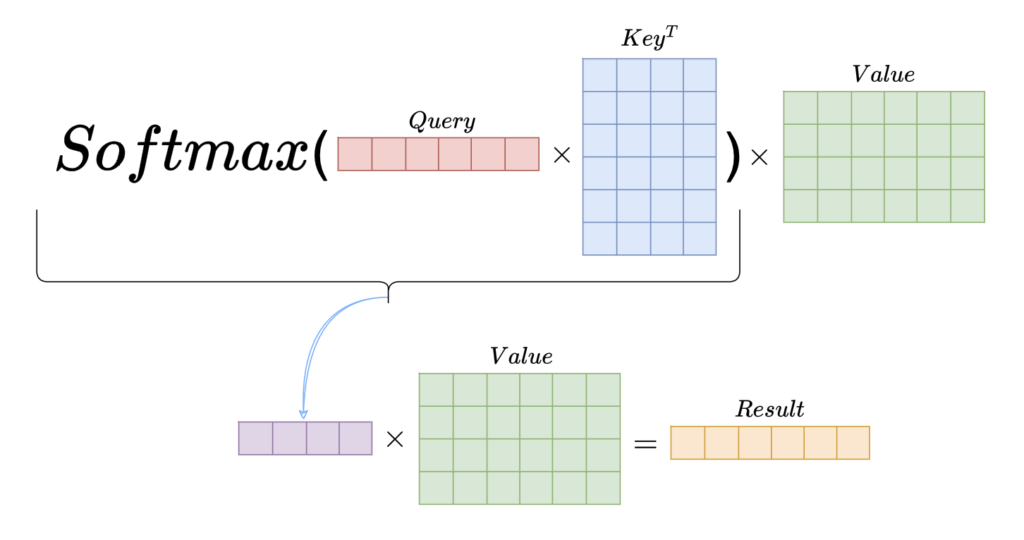 Key^T
Value
Query
Softmax( × ) ×
Value
Result
× =